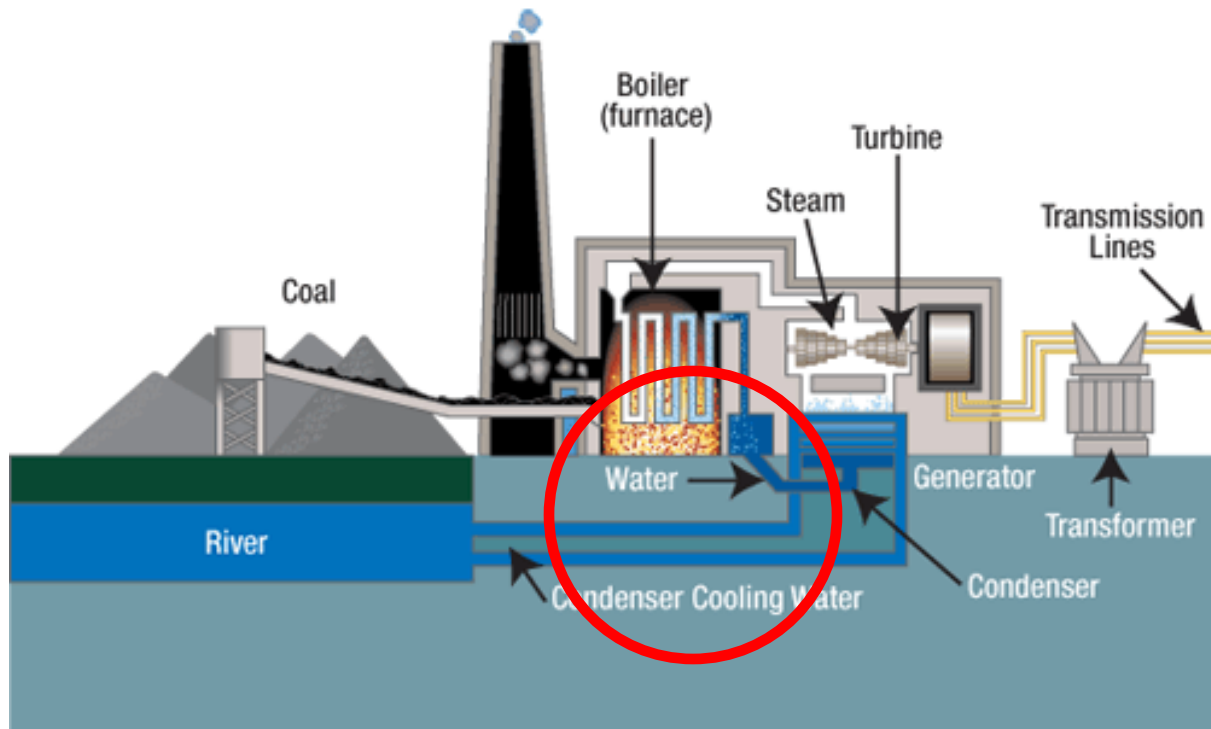 Boiler
(furnace)
Turbine
Steam
Transmission
Lines
Coal
Water
Generator
River
Transformer
Condenser
Condenser Cooling Water